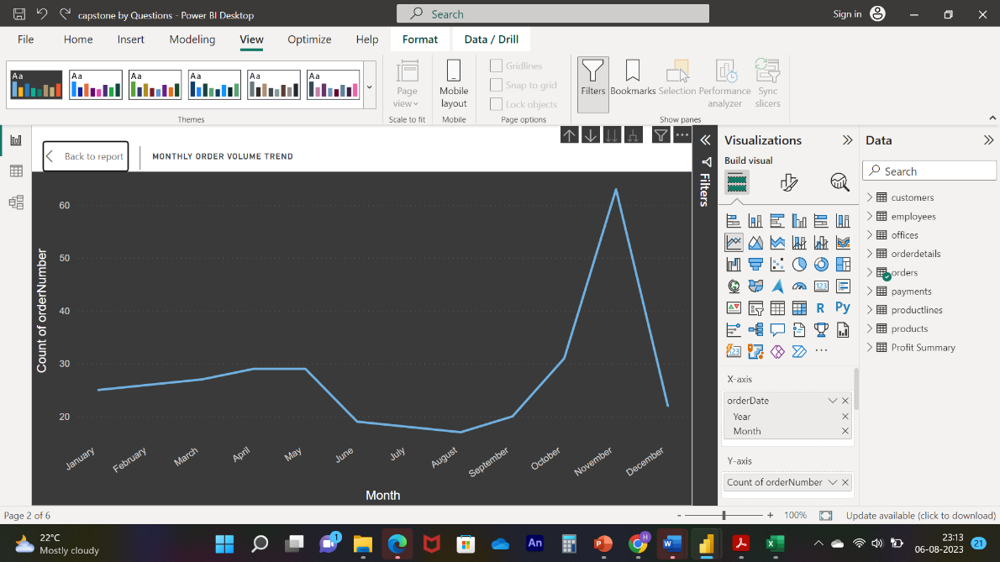 capstone by Questions - Power BI Desktop
Search
Sign in
File Home Insert Modeling View Optimize Help Format Data / Drill
Aa Aa Aa Aa Aa Aa
Page view
Mobile layout
Gridlines
Snap to grid
Lock objects
Filters
Bookmarks
Selection
Performance analyzer
Sync slicers
Themes
Scale to fit
Mobile
Page options
Show panes
Back to report
MONTHLY ORDER VOLUME TREND
Count of orderNumber
60
50
40
30
20
January February March April May June July August September October November December
Month
Filters
Visualizations
Build visual
123
R
Py
123
X-axis
orderDate
Year
Month
Y-axis
Count of orderNumber
Data
Search
customers
employees
offices
orderdetails
orders
payments
productlines
products
Profit Summary
Page 2 of 6
- + 100%
Update available (click to download)
22°C
Mostly cloudy
1
An
P
H
W
X
23:13
06-08-2023
21